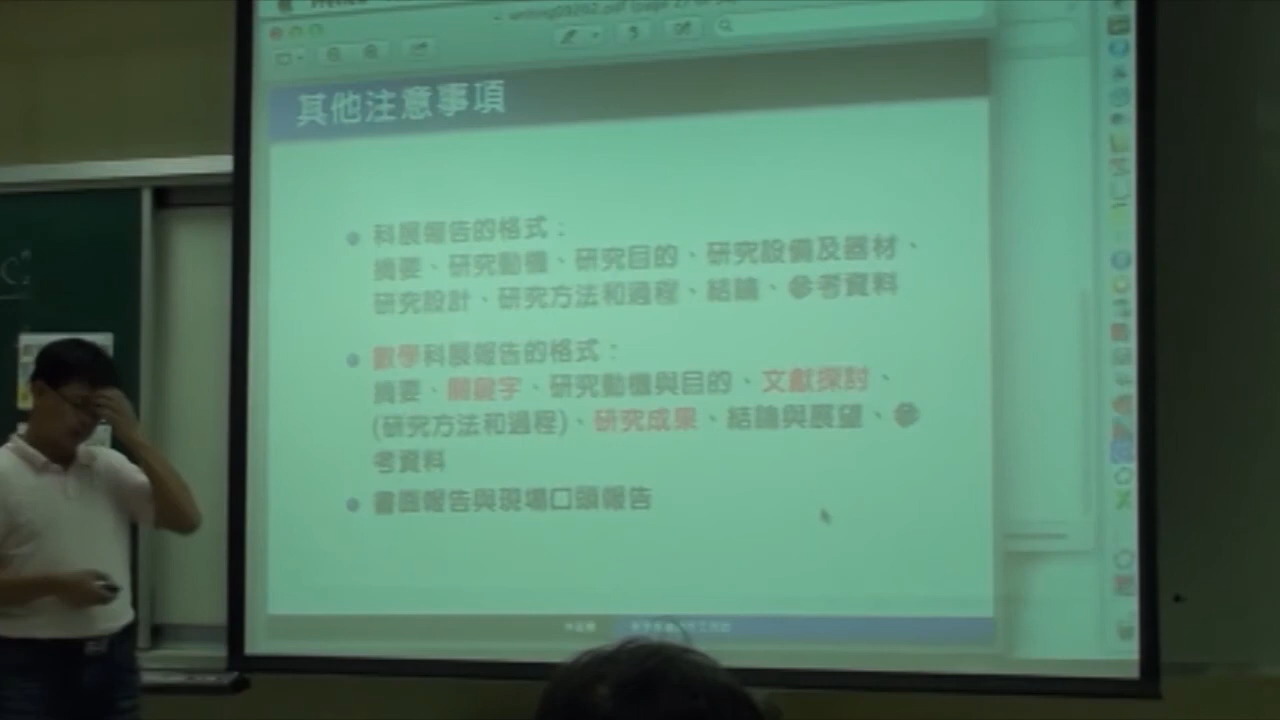 其他注意事項
科展報告的格式：
摘要、研究動機、研究目的、研究設備及器材、
研究設計、研究方法和過程、結論、參考資料
數學科展報告的格式：
摘要、關鍵字、研究動機與目的、文獻探討、
(研究方法和過程)、研究成果、結論與展望、參
考資料
書面報告與現場口頭報告